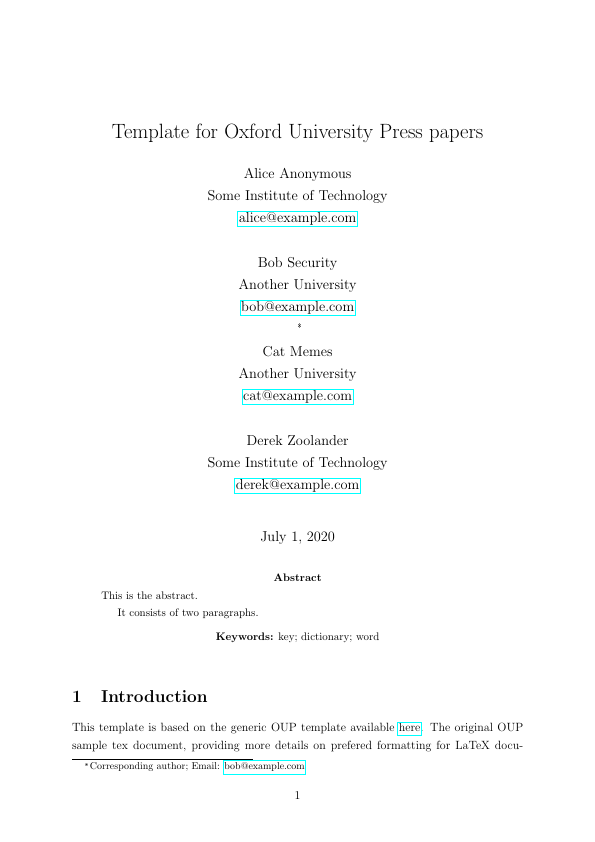 Template for Oxford University Press papers
Alice Anonymous
Some Institute of Technology
alice@example.com
Bob Security
Another University
bob@example.com
*
Cat Memes
Another University
cat@example.com
Derek Zoolander
Some Institute of Technology
derek@example.com
July 1, 2020
Abstract
This is the abstract.
It consists of two paragraphs.
Keywords: key; dictionary; word
1 Introduction
This template is based on the generic OUP template available here. The original OUP
sample tex document, providing more details on prefered formatting for LaTeX docu-
*Corresponding author; Email: bob@example.com
1